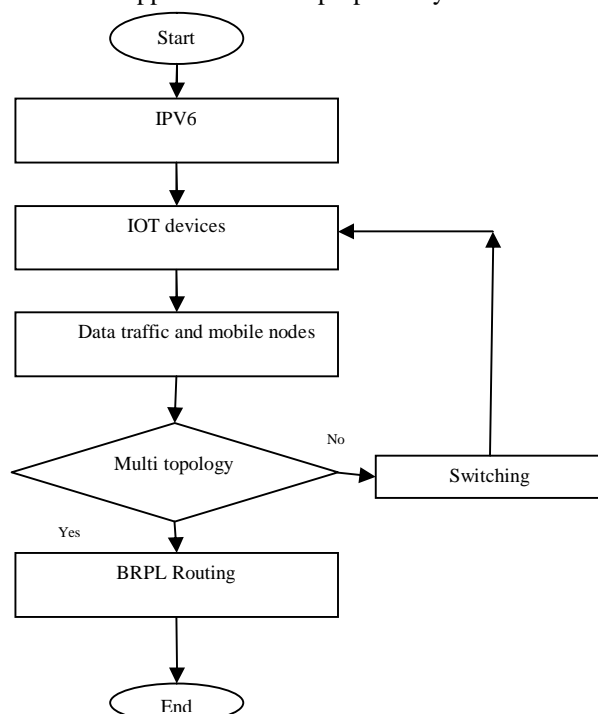 Start
IPV6
IOT devices
Data traffic and mobile nodes
No
Multi topology
Switching
Yes
BRPL Routing
End